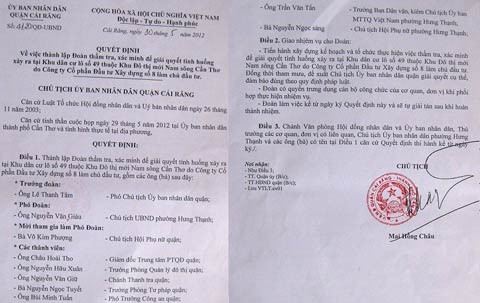 ỦY BAN NHÂN DÂN
QUẬN CÁI RĂNG
CỘNG HÒA XÃ HỘI CHỦ NGHĨA VIỆT NAM
Độc lập - Tự do - Hạnh phúc
QĐ-UBND
Cái Răng, ngày 30 tháng 5 năm 2012
QUYẾT ĐỊNH
Về việc thành lập Đoàn thẩm tra, xác minh để giải quyết tình huống
xảy ra tại Khu dân cư lô số 49 thuộc Khu Đô thị mới Nam sông Cần Thơ
do Công ty Cổ phần Đầu tư Xây dựng số 8 làm chủ đầu tư.
CHỦ TỊCH ỦY BAN NHÂN DÂN QUẬN CÁI RĂNG
Căn cứ Luật Tổ chức Hội đồng nhân dân và Uỷ ban nhân dân ngày 26 tháng
11 năm 2003;
Căn cứ tinh thần cuộc họp ngày 29 tháng 5 năm 2012 tại Ủy ban nhân dân
thành phố Cần Thơ và tình hình thực tế tại địa phương,
QUYẾT ĐỊNH:
Điều 1. Thành lập Đoàn thẩm tra, xác minh để giải quyết tình huống xảy ra
tại Khu dân cư lô số 49 thuộc Khu Đô thị mới Nam sông Cần Thơ do Công ty Cổ
phần Đầu tư Xây dựng số 8 làm chủ đầu tư, gồm các ông (bà) sau đây:
* Trưởng đoàn:
- Ông Lê Thanh Tâm - Phó Chủ tịch Ủy ban nhân dân quận;
* Phó Đoàn:
- Ông Nguyễn Văn Giàu - Chủ tịch UBND phường Hưng Thạnh;
* Mời tham gia làm Phó Đoàn
- Bà Võ Kim Phượng - Chủ tịch Hội Phụ nữ quận;
* Các thành viên:
- Ông Châu Hoài Tho - Giám đốc Trung tâm PTQĐ quận;
- Ông Nguyễn Hữu Xuân - Trưởng Phòng Quản lý đô thị quận;
- Ông Nguyễn Văn Giữ - Chánh Thanh tra quận;
- Bà Nguyễn Ngọc Tuyết - Trưởng Phòng Tư pháp quận;
- Ông Bùi Minh Tuấn - Phó Trưởng Công an quận;
- Ông Trần Văn Tấn - Trưởng Ban Dân vận, kiêm Chủ tịch Ủy ban
MTTQ Việt Nam phường Hưng Thạnh;
- Bà Nguyễn Ngọc sáng - Chủ tịch Hội Phụ nữ phường Hưng Thạnh.
Điều 2. Giao nhiệm vụ cho Đoàn:
- Tiến hành xây dựng kế hoạch và tổ chức thực hiện việc thẩm tra, xác minh
để giải quyết tình huống xảy ra tại Khu dân cư lô số 49 thuộc Khu Đô thị mới Nam
sông Cần Thơ do Công ty Cổ phần Đầu tư Xây dựng số 8 làm chủ đầu tư.
Đồng thời tham mưu, đề xuất Chủ tịch Ủy ban nhân dân quận giải quyết cụ thể,
đảm bảo đúng theo quy định pháp luật.
- Đoàn có quyền trưng dụng cán bộ công chức của cơ quan, đơn vị khi phối
hợp thực hiện nhiệm vụ.
- Đoàn làm việc kể từ ngày ký Quyết định này và sẽ tự giải tán sau khi hoàn
thành nhiệm vụ.
Điều 3. Chánh Văn phòng Hội đồng nhân dân và Ủy ban nhân dân, Thủ
trưởng các cơ quan, đơn vị có liên quan, Chủ tịch Ủy ban nhân dân phường Hưng
Thạnh và các ông (bà) có tên tại Điều 1 căn cứ Quyết định thi hành kể từ ngày
ký./.
Nơi nhận:
- Như Điều 3;
- TT. Quận ủy (B/c);
- TT.HĐND quận (B/c);
- Lưu VT
CHỦ TỊCH
Mai Hồng Châu